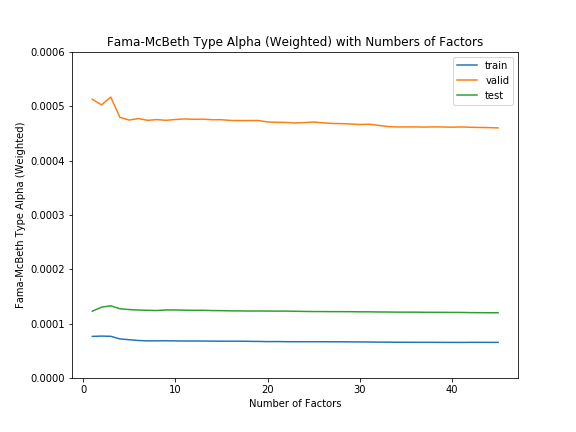 Fama-McBeth Type Alpha (Weighted) with Numbers of Factors
0.0006
0.0005
0.0004
0.0003
0.0002
0.0001
0.0000
Fama-McBeth Type Alpha (Weighted)
train
valid
test
0
10
20
30
40
Number of Factors